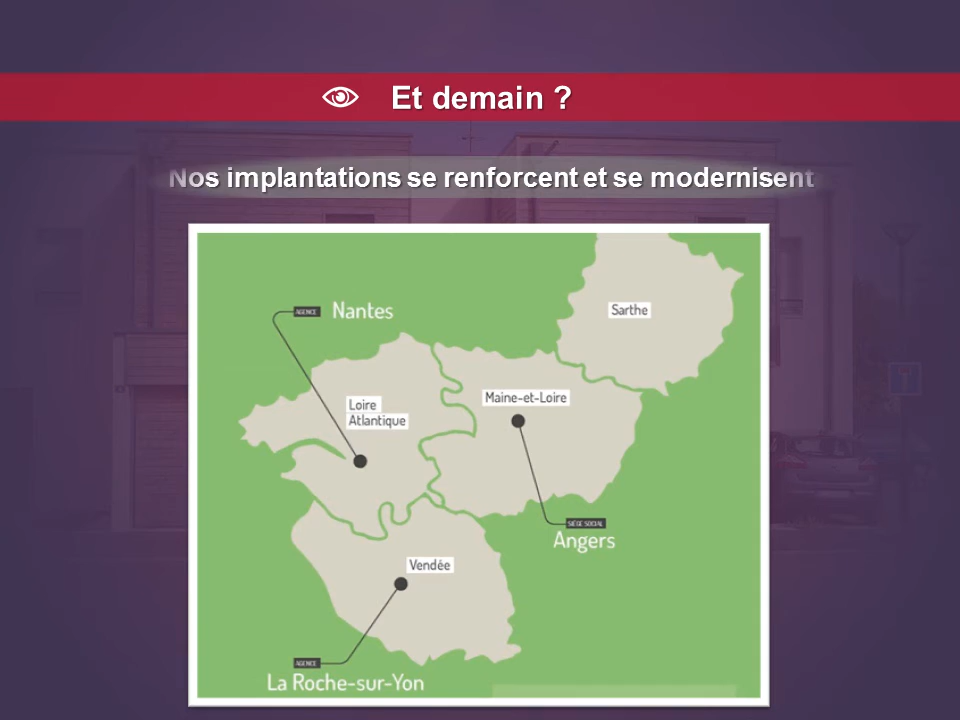 Et demain ?
Nos implantations se renforcent et se modernisent
AGENCE
Nantes
Sarthe
Loire
Atlantique
Maine-et-Loire
SIÈGE SOCIAL
Angers
Vendée
AGENCE
La Roche-sur-Yon